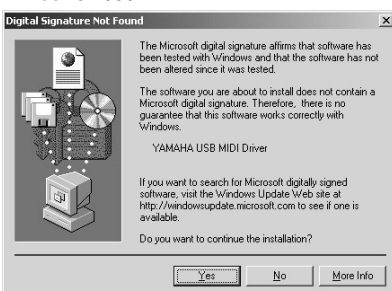 Digital Signature Not Found
The Microsoft digital signature affirms that software has
been tested with Windows and that the software has not
been altered since it was tested.
The software you are about to install does not contain a
Microsoft digital signature. Therefore, there is no
guarantee that this software works correctly with
Windows.
YAMAHA USB MIDI Driver
If you want to search for Microsoft digitally signed
software, visit the Windows Update Web site at
http://windowsupdate.microsoft.com to see if one is
available.
Do you want to continue the installation?
Yes No More Info